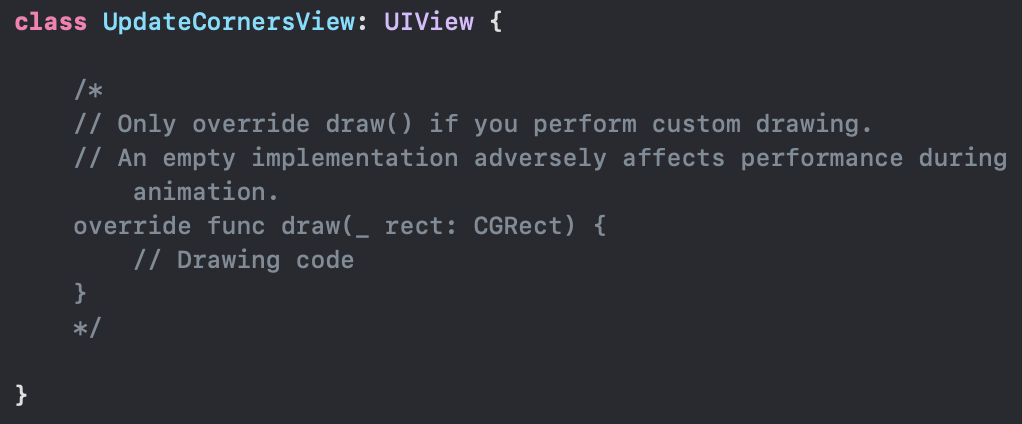 class UpdateCornersView: UIView {
/*
// Only override draw() if you perform custom drawing.
// An empty implementation adversely affects performance during
animation.
override func draw(_ rect: CGRect) {
// Drawing code
}
*/
}